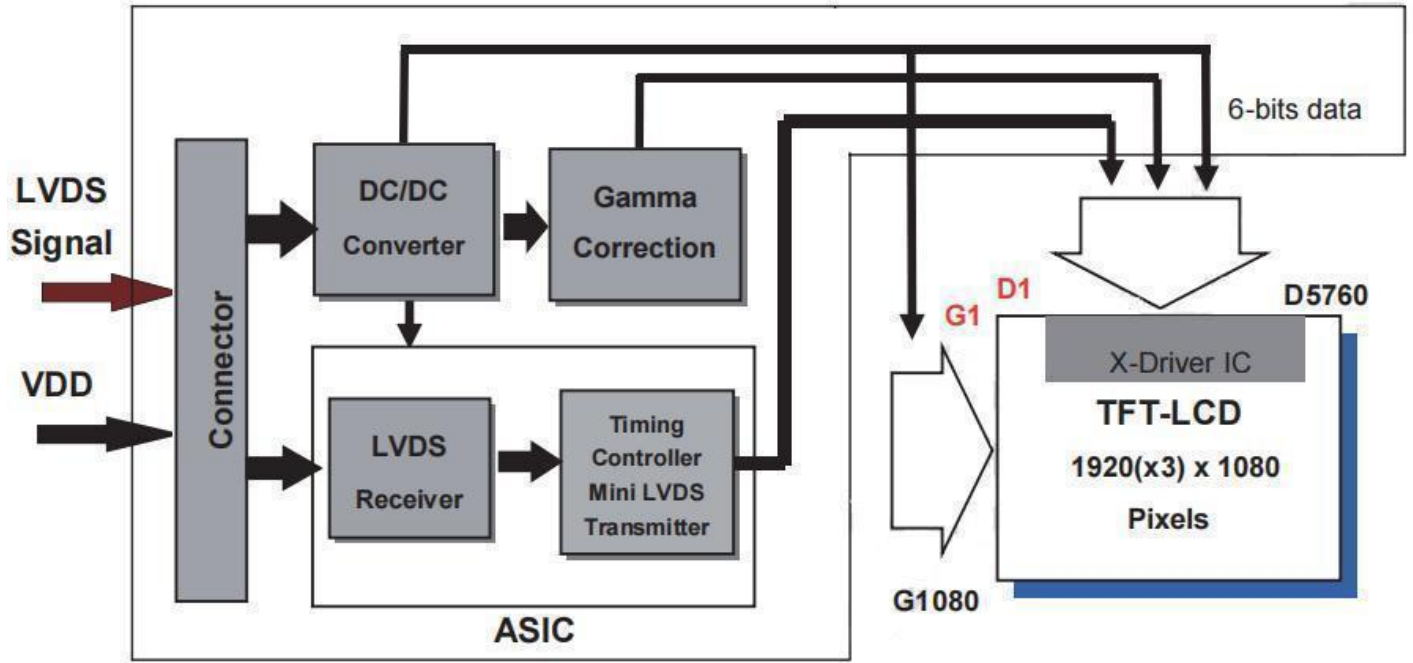 6-bits data
LVDS
Signal
VDD
Connector
DC/DC
Converter
Gamma
Correction
LVDS
Receiver
Timing
Controller
Mini LVDS
Transmitter
ASIC
G1
D1
D5760
X-Driver IC
TFT-LCD
1920(x3) x 1080
Pixels
G1080